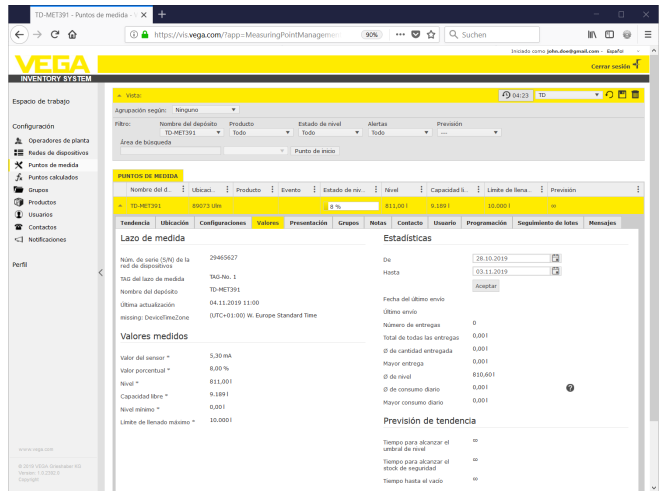 TD-MET391 - Puntos de medida -
https://vis.vega.com/?app=MeasuringPointManagemen
90%
Suchen
Iniciado como john.doe@gmail.com - Español
VEGA
INVENTORY SYSTEM
Cerrar sesión
Espacio de trabajo
Configuración
Operadores de planta
Redes de dispositivos
Puntos de medida
Puntos calculados
Grupos
Productos
Usuarios
Contactos
Notificaciones
Perfil
www.vega.com
Copyright
Vista:
04:23
TD
Agrupación según: Ninguno
Filtro: Nombre del depósito Producto Estado de nivel Alertas Previsión
TD-MET391 Todo Todo Todo ---
Área de búsqueda
Punto de inicio
PUNTOS DE MEDIDA
Nombre del d... Ubicaci... Producto Evento Estado de niv... Nivel Capacidad li... Límite de llena... Previsión
TD-MET391 89073 Ulm 8 % 811,00 l 9.189 l 10.000 l ∞
Tendencia Ubicación Configuraciones Valores Presentación Grupos Notas Contacto Usuario Programación Seguimiento de lotes Mensajes
Lazo de medida
Núm. de serie (S/N) de la
red de dispositivos
29465627
TAG del lazo de medida TAG-No. 1
Nombre del depósito TD-MET391
Última actualización 04.11.2019 11:00
missing: DeviceTimeZone (UTC+01:00) W. Europe Standard Time
Valores medidos
Valor del sensor * 5,30 mA
Valor porcentual * 8,00 %
Nivel * 811,00 l
Capacidad libre * 9.189 l
Nivel mínimo * 0,00 l
Límite de llenado máximo * 10.000 l
Estadísticas
De 28.10.2019
Hasta 03.11.2019
Aceptar
Fecha del último envío
Último envío
Número de entregas 0
Total de todas las entregas 0,00 l
Ø de cantidad entregada 0,00 l
Mayor entrega 0,00 l
Ø de nivel 810,60 l
Ø de consumo diario 0,00 l
Mayor consumo diario 0,00 l
Previsión de tendencia
Tiempo para alcanzar el
umbral de nivel
∞
Tiempo para alcanzar el
stock de seguridad
∞
Tiempo hasta el vacío ∞